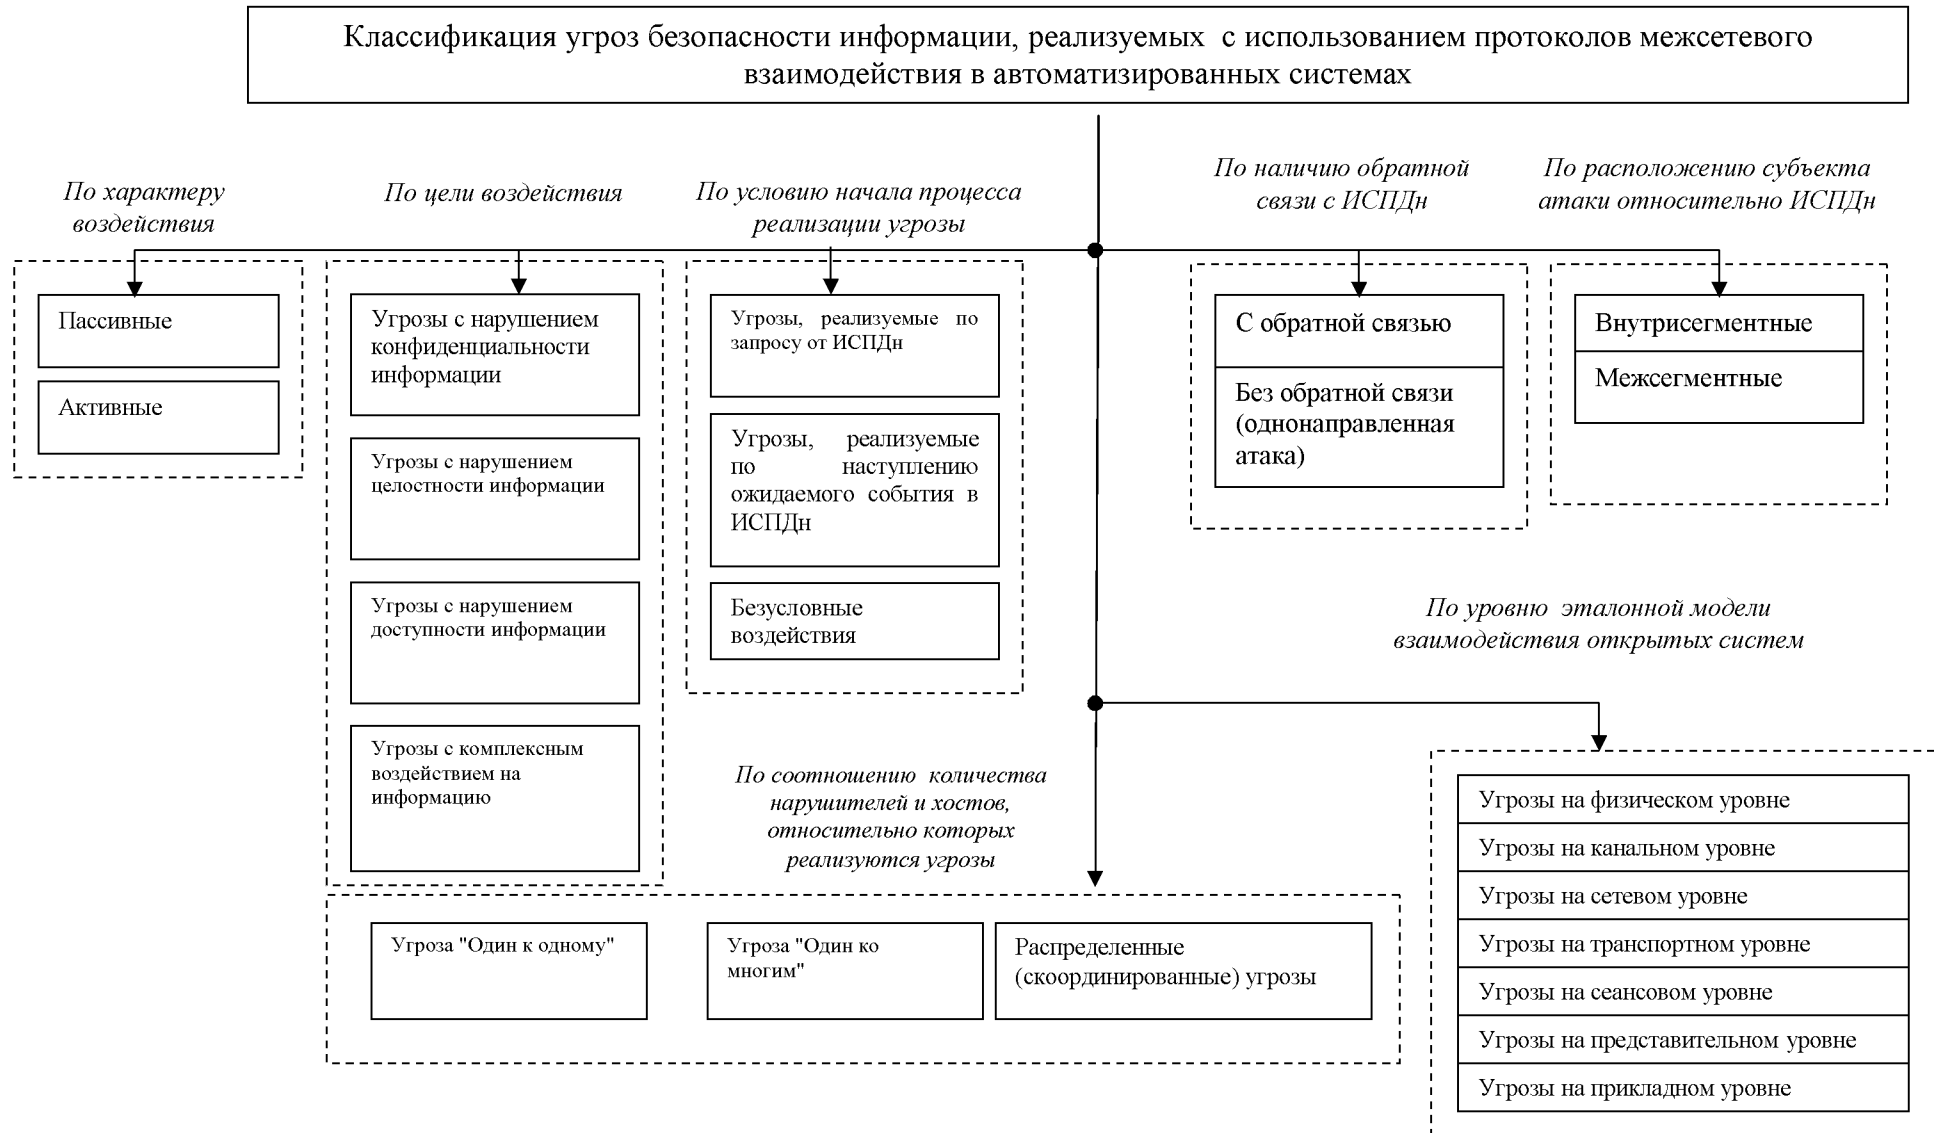 Классификация угроз безопасности информации, реализуемых с использованием протоколов межсетевого
взаимодействия в автоматизированных системах
По характеру
воздействия
По цели воздействия
По условию начала процесса
реализации угрозы
По наличию обратной
связи с ИСПДн
По расположению субъекта
атаки относительно ИСПДн
Пассивные
Активные
Угрозы с нарушением
конфиденциальности
информации
Угрозы с нарушением
целостности информации
Угрозы с нарушением
доступности информации
Угрозы с комплексным
воздействием на
информацию
Угрозы, реализуемые по
запросу от ИСПДн
Угрозы, реализуемые
по наступлению
ожидаемого события в
ИСПДн
Безусловные
воздействия
С обратной связью
Без обратной связи
(однонаправленная
атака)
Внутрисегментные
Межсегментные
По уровню эталонной модели
взаимодействия открытых систем
По соотношению количества
нарушителей и хостов,
относительно которых
реализуются угрозы
Угроза "Один к одному"
Угроза "Один ко
многим"
Распределенные
(скоординированные) угрозы
Угрозы на физическом уровне
Угрозы на канальном уровне
Угрозы на сетевом уровне
Угрозы на транспортном уровне
Угрозы на сеансовом уровне
Угрозы на представительном уровне
Угрозы на прикладном уровне